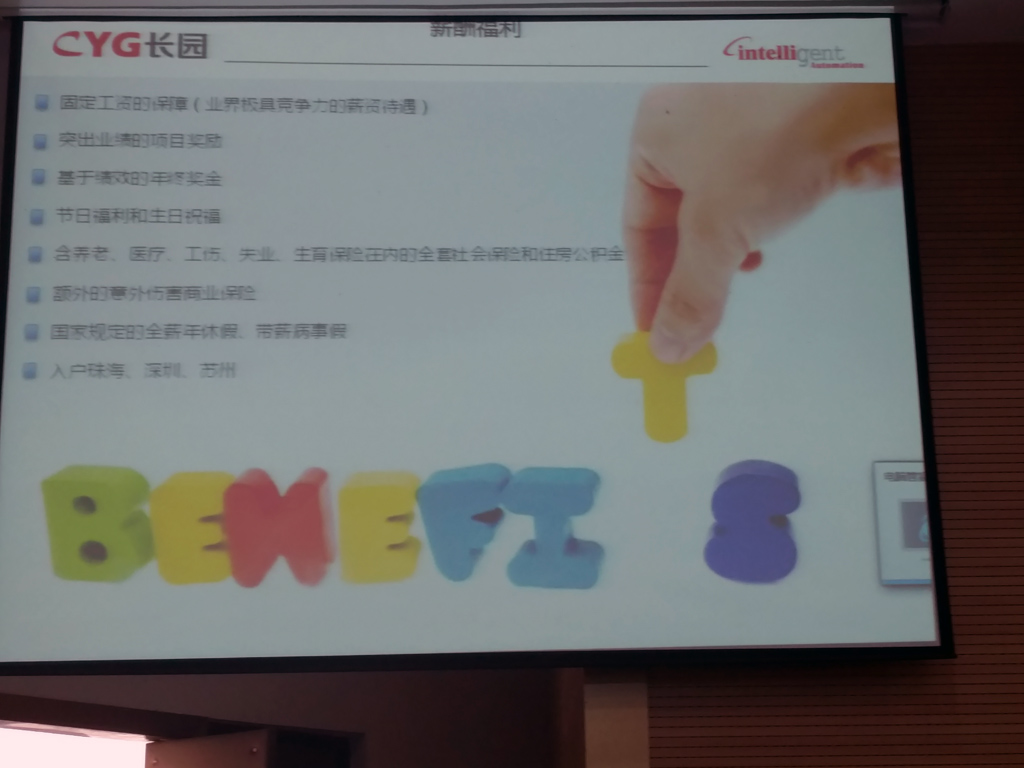 薪酬福利
CYG长园
intelligent
Automation
固定工资的保障（业界极具竞争力的薪资待遇）
突出业绩的项目奖励
基于绩效的年终奖金
节日福利和生日祝福
含养老、医疗、工伤、失业、生育保险在内的全套社会保险和住房公积金
额外的意外伤害商业保险
国家规定的全薪年休假、带薪病事假
入户珠海、深圳、苏州
T
BENEFI S